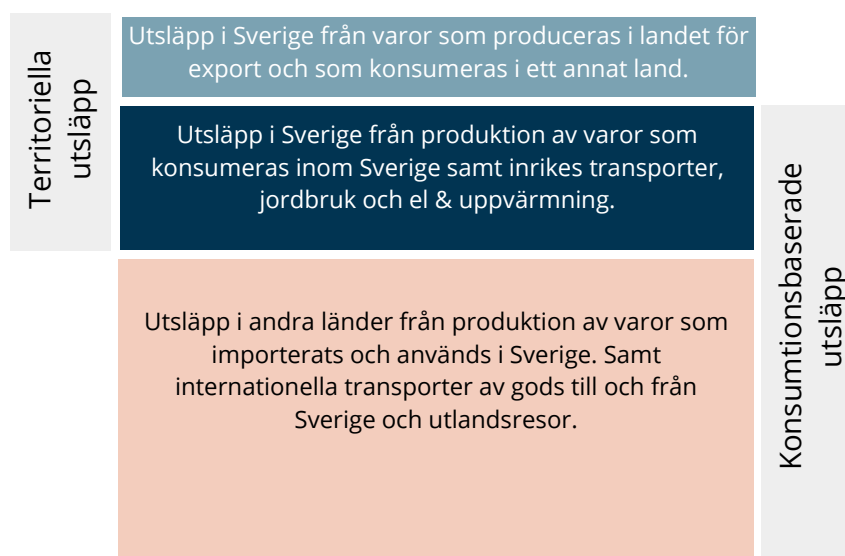 Territoriella
utsläpp
Utsläpp i Sverige från varor som produceras i landet för
export och som konsumeras i ett annat land.
Utsläpp i Sverige från produktion av varor som
konsumeras inom Sverige samt inrikes transporter,
jordbruk och el & uppvärmning.
Utsläpp i andra länder från produktion av varor som
importerats och används i Sverige. Samt
internationella transporter av gods till och från
Sverige och utlandsresor.
Konsumtionsbaserade
utsläpp